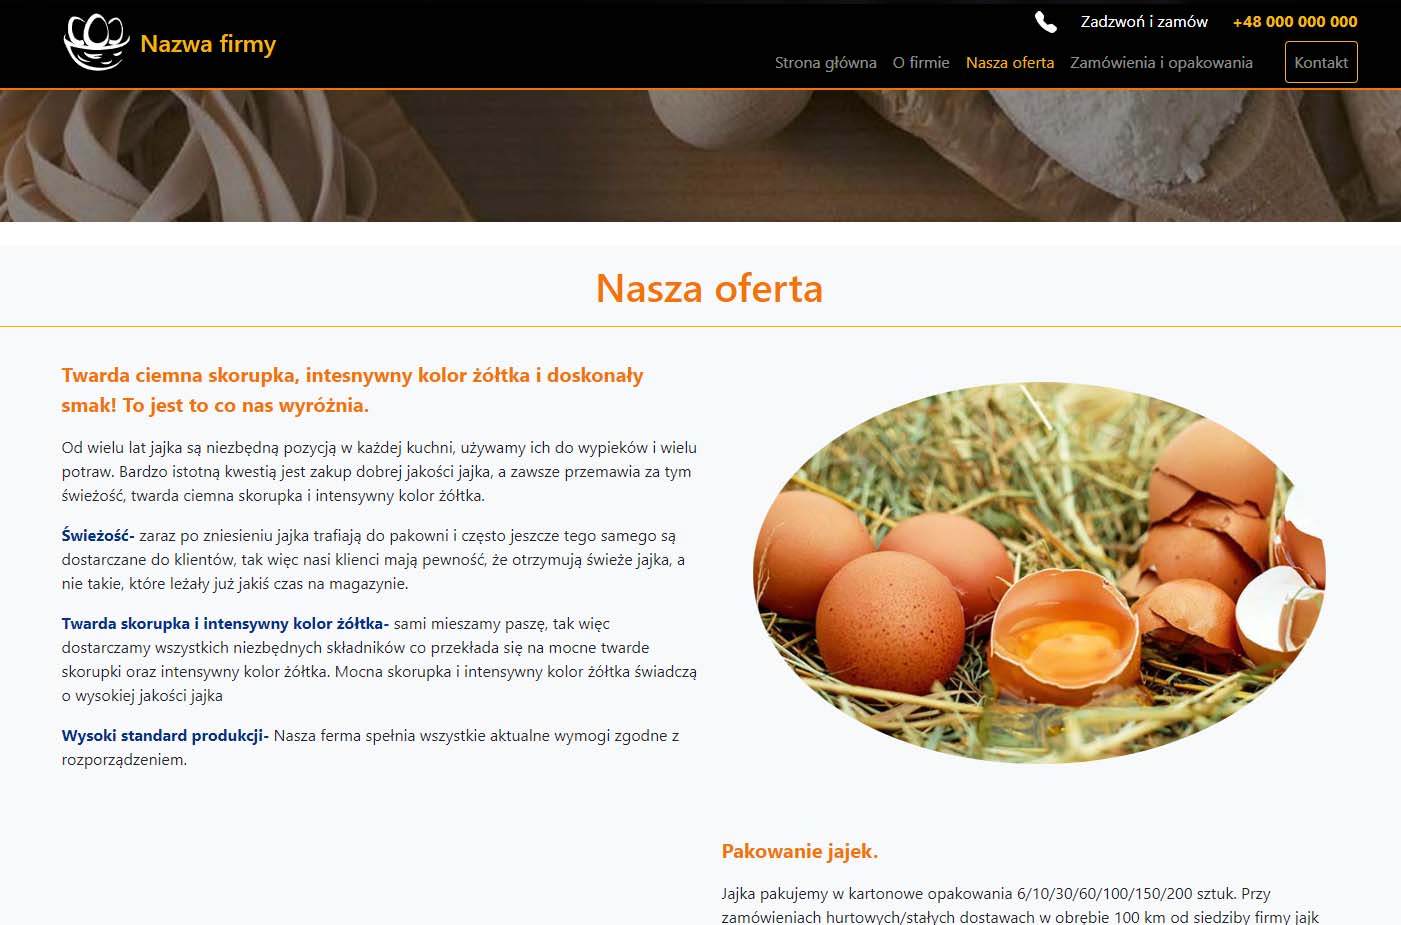 Zadzwoń i zamów +48 000 000 000
Nazwa firmy
Strona główna O firmie Nasza oferta Zamówienia i opakowania Kontakt
Nasza oferta
Twarda ciemna skorupka, intesnywny kolor żółtka i doskonały
smak! To jest to co nas wyróżnia.
Od wielu lat jajka są niezbędną pozycją w każdej kuchni, używamy ich do wypieków i wielu
potraw. Bardzo istotną kwestią jest zakup dobrej jakości jajka, a zawsze przemawia za tym
świeżość, twarda ciemna skorupka i intensywny kolor żółtka.
Świeżość- zaraz po zniesieniu jajka trafiają do pakowni i często jeszcze tego samego są
dostarczane do klientów, tak więc nasi klienci mają pewność, że otrzymują świeże jajka, a
nie takie, które leżały już jakiś czas na magazynie.
Twarda skorupka i intensywny kolor żółtka- sami mieszamy paszę, tak więc
dostarczamy wszystkich niezbędnych składników co przekłada się na mocne twarde
skorupki oraz intensywny kolor żółtka. Mocna skorupka i intensywny kolor żółtka świadczą
o wysokiej jakości jajka
Wysoki standard produkcji- Nasza ferma spełnia wszystkie aktualne wymogi zgodne z
rozporządzeniem.
Pakowanie jajek.
Jajka pakujemy w kartonowe opakowania 6/10/30/60/100/150/200 sztuk. Przy
zamówieniach hurtowych/stałych dostawach w obrębie 100 km od siedziby firmy jajk